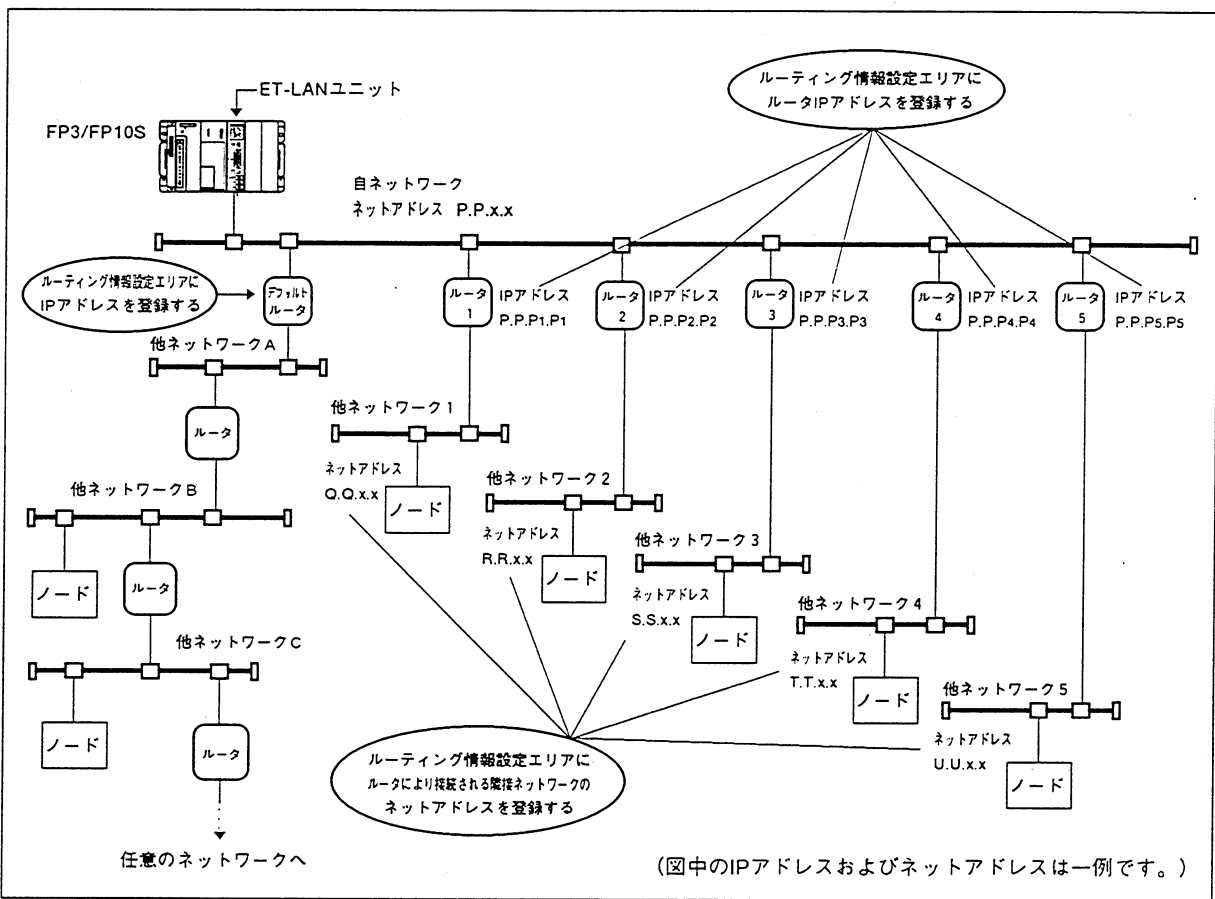 ET-LANユニット
FP3/FP10S
ルーティング情報設定エリアに
ルータIPアドレスを登録する
自ネットワーク
ネットアドレス P.P.x.x
ルーティング情報設定エリアに
IPアドレスを登録する
デフォルト
ルータ
ルータ
1
IPアドレス
P.P.P1.P1
ルータ
2
IPアドレス
P.P.P2.P2
ルータ
3
IPアドレス
P.P.P3.P3
ルータ
4
IPアドレス
P.P.P4.P4
ルータ
5
IPアドレス
P.P.P5.P5
他ネットワークA
ルータ
他ネットワークB
ノード
ルータ
他ネットワークC
ノード
ルータ
任意のネットワークへ
他ネットワーク1
ネットアドレス
Q.Q.x.x
ノード
他ネットワーク2
ネットアドレス
R.R.x.x
ノード
他ネットワーク3
ネットアドレス
S.S.x.x
ノード
他ネットワーク4
ネットアドレス
T.T.x.x
ノード
他ネットワーク5
ネットアドレス
U.U.x.x
ノード
ルーティング情報設定エリアに
ルータにより接続される隣接ネットワークの
ネットアドレスを登録する
(図中のIPアドレスおよびネットアドレスは一例です。)